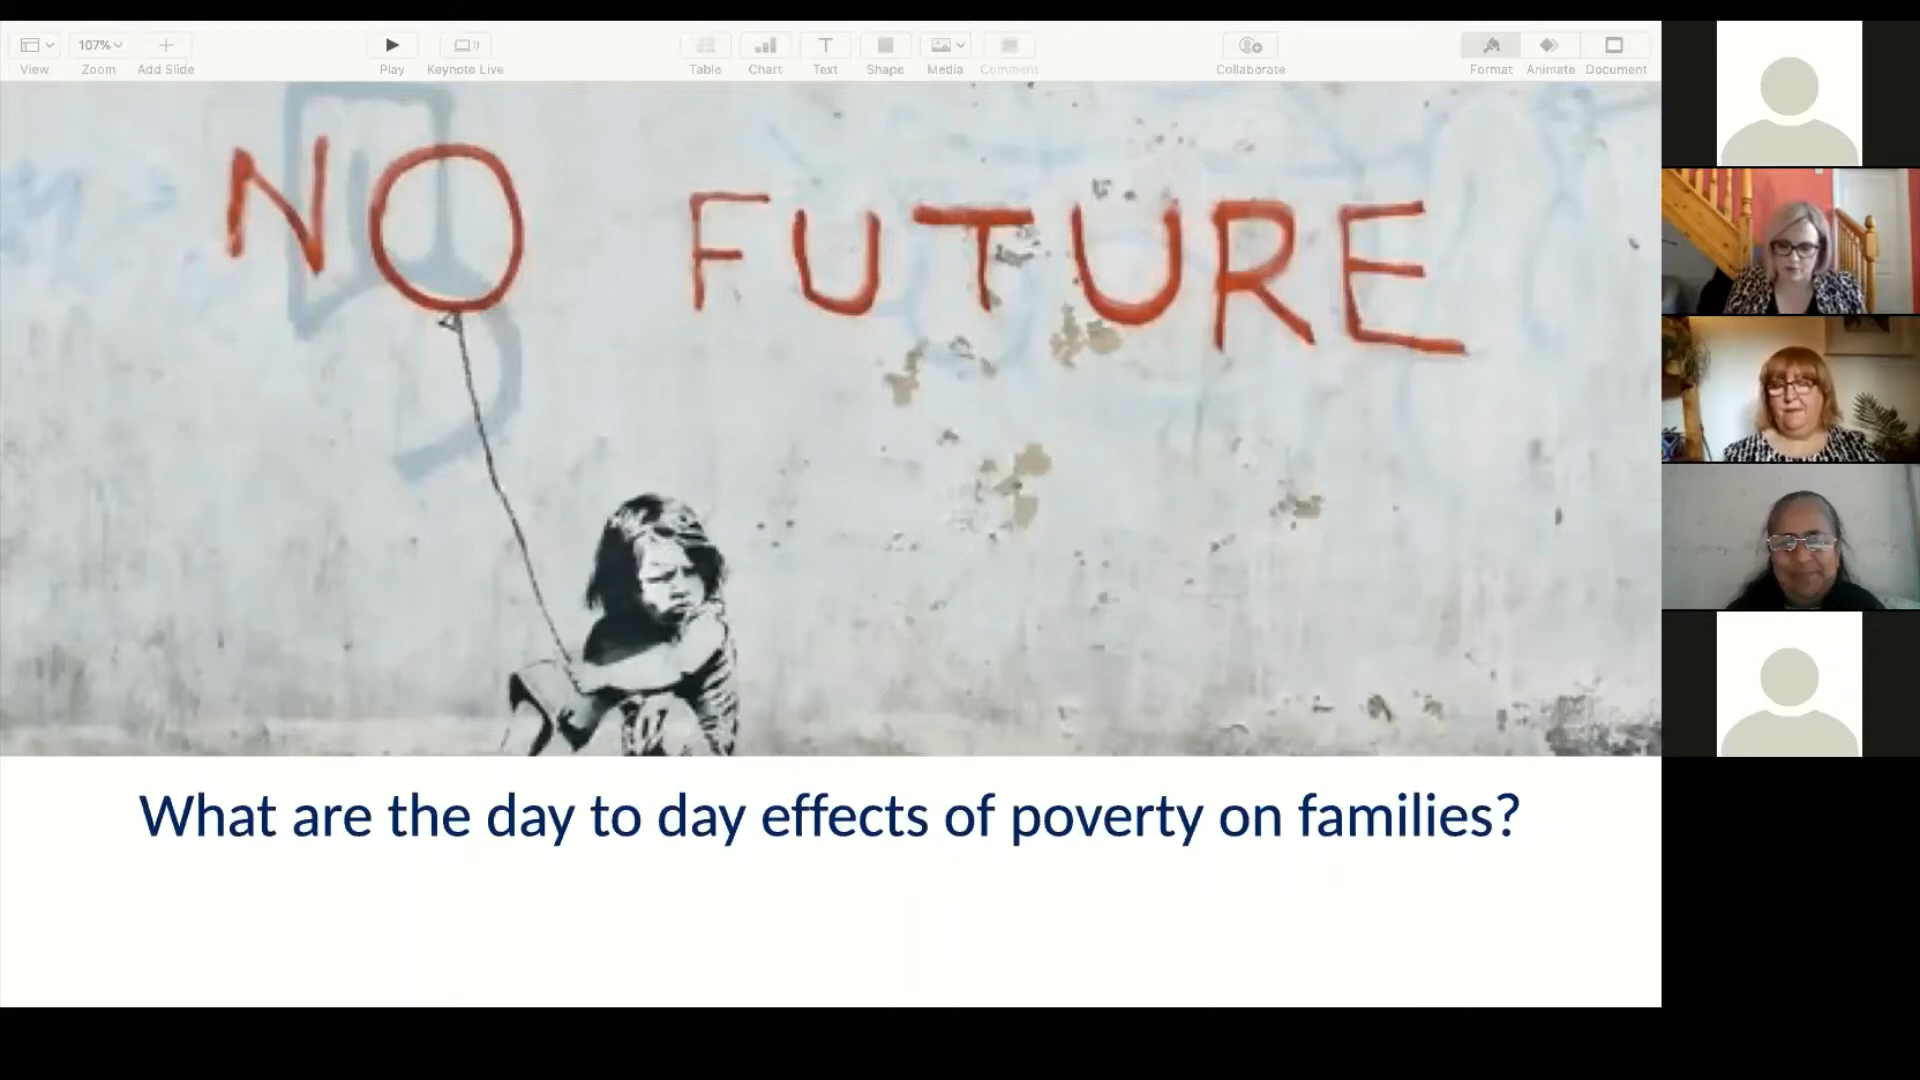 107%
View
Zoom
Add Slide
Play
Keynote Live
Table
Chart
Text
Shape
Media
Comment
Collaborate
Format
Animate
Document
NO FUTURE
What are the day to day effects of poverty on families?